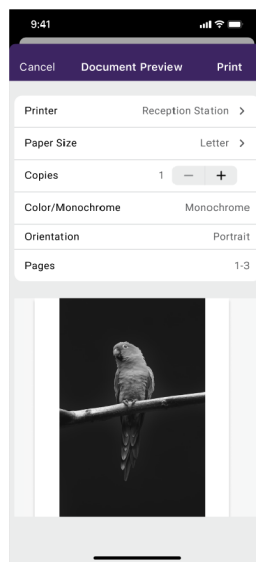 9:41
Cancel Document Preview Print
Printer Reception Station >
Paper Size Letter >
Copies 1 − +
Color/Monochrome Monochrome
Orientation Portrait
Pages 1-3